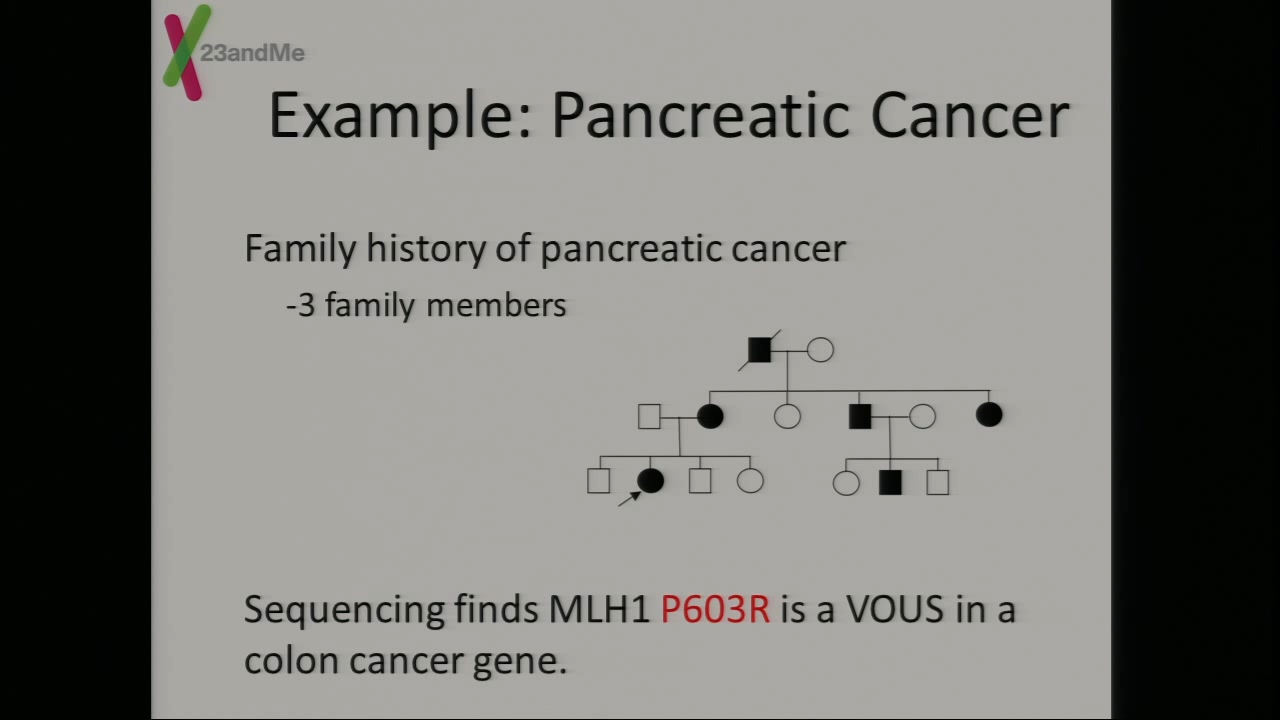 23andMe
Example: Pancreatic Cancer
Family history of pancreatic cancer
-3 family members
Sequencing finds MLH1 P603R is a VOUS in a
colon cancer gene.